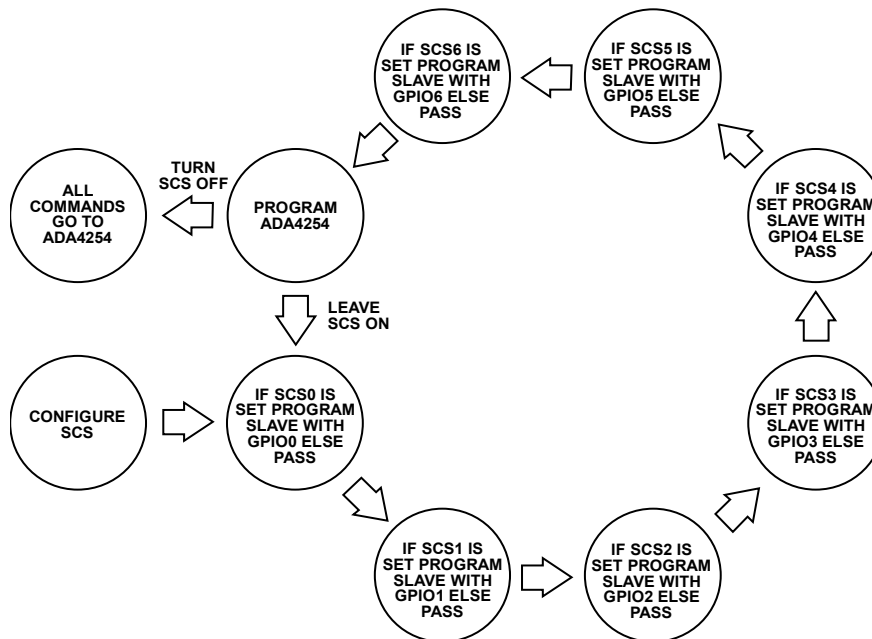 IF SCS6 IS
SET PROGRAM
SLAVE WITH
GPIO6 ELSE
PASS
IF SCS5 IS
SET PROGRAM
SLAVE WITH
GPIO5 ELSE
PASS
ALL
COMMANDS
GO TO
ADA4254
TURN
SCS OFF
PROGRAM
ADA4254
IF SCS4 IS
SET PROGRAM
SLAVE WITH
GPIO4 ELSE
PASS
LEAVE
SCS ON
CONFIGURE
SCS
IF SCS0 IS
SET PROGRAM
SLAVE WITH
GPIO0 ELSE
PASS
IF SCS3 IS
SET PROGRAM
SLAVE WITH
GPIO3 ELSE
PASS
IF SCS1 IS
SET PROGRAM
SLAVE WITH
GPIO1 ELSE
PASS
IF SCS2 IS
SET PROGRAM
SLAVE WITH
GPIO2 ELSE
PASS